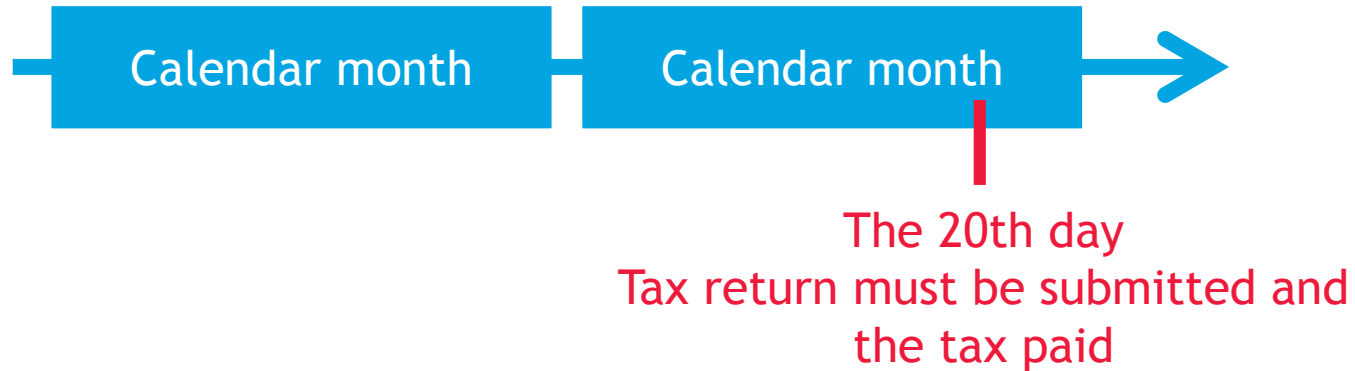 Calendar month
Calendar month
The 20th day
Tax return must be submitted and
the tax paid